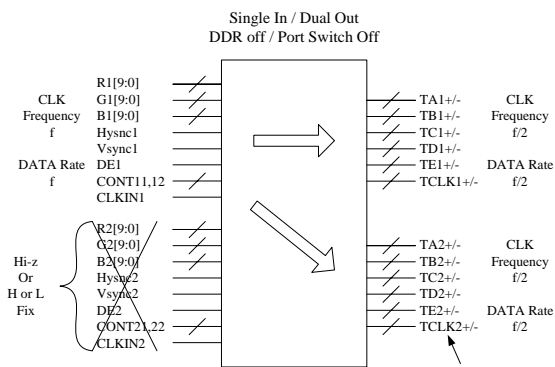 Single In / Dual Out
DDR off / Port Switch Off
R1[9:0]
G1[9:0]
B1[9:0]
Hysnc1
Vsync1
DE1
CONT11,12
CLKIN1
CLK
Frequency
f
DATA Rate
f
TA1+/-
TB1+/-
TC1+/-
TD1+/-
TE1+/-
TCLK1+/-
CLK
Frequency
f/2
DATA Rate
f/2
R2[9:0]
G2[9:0]
B2[9:0]
Hysnc2
Vsync2
DE2
CONT21,22
CLKIN2
Hi-z
Or
H or L
Fix
TA2+/-
TB2+/-
TC2+/-
TD2+/-
TE2+/-
TCLK2+/-
CLK
Frequency
f/2
DATA Rate
f/2